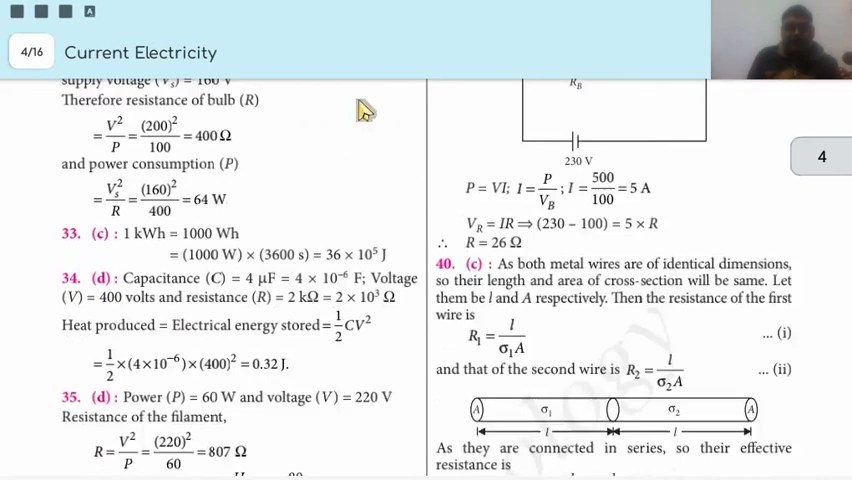 A
4/16 Current Electricity
supply voltage (Vs) = 160 V
Therefore resistance of bulb (R)
= V²/P = (200)²/100 = 400 Ω
and power consumption (P)
= Vs²/R = (160)²/400 = 64 W
33. (c) : 1 kWh = 1000 Wh
= (1000 W) × (3600 s) = 36 × 10⁵ J
34. (d) : Capacitance (C) = 4 μF = 4 × 10⁻⁶ F; Voltage
(V) = 400 volts and resistance (R) = 2 kΩ = 2 × 10³ Ω
Heat produced = Electrical energy stored = 1/2 CV²
= 1/2 × (4×10⁻⁶) × (400)² = 0.32 J.
35. (d) : Power (P) = 60 W and voltage (V) = 220 V
Resistance of the filament,
R = V²/P = (220)²/60 = 807 Ω
R_B
230 V
P = VI; I = P/V_B ; I = 500/100 = 5 A
V_R = IR ⇒ (230 – 100) = 5 × R
∴ R = 26 Ω
40. (c) : As both metal wires are of identical dimensions,
so their length and area of cross-section will be same. Let
them be l and A respectively. Then the resistance of the first
wire is
R₁ = l/σ₁A ... (i)
and that of the second wire is R₂ = l/σ₂A ... (ii)
A σ₁ σ₂ A
l l
As they are connected in series, so their effective
resistance is
4